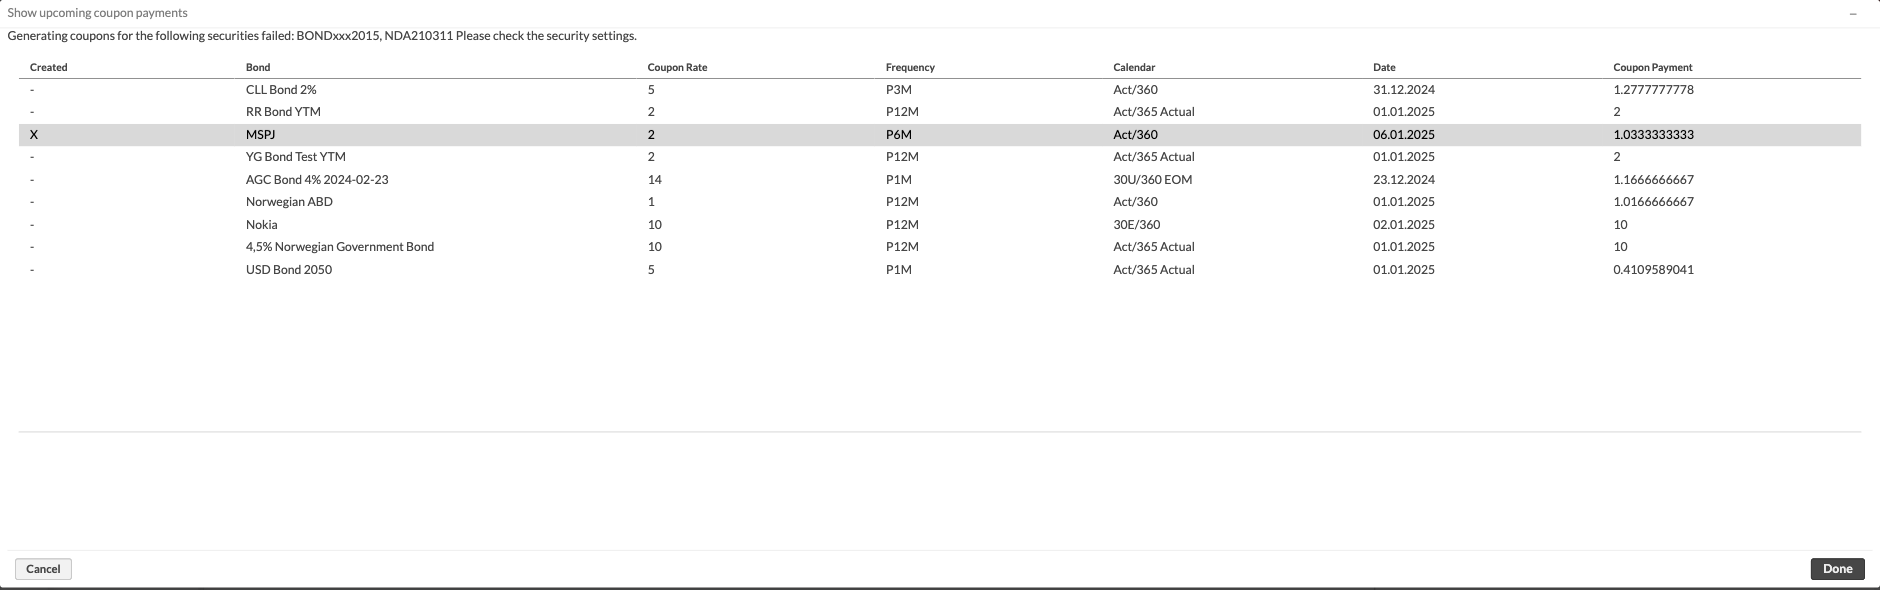 Show upcoming coupon payments
Generating coupons for the following securities failed: BONDxxx2015, NDA210311 Please check the security settings.
Created Bond Coupon Rate Frequency Calendar Date Coupon Payment
- CLL Bond 2% 5 P3M Act/360 31.12.2024 1.2777777778
- RR Bond YTM 2 P12M Act/365 Actual 01.01.2025 2
X MSPJ 2 P6M Act/360 06.01.2025 1.0333333333
- YG Bond Test YTM 2 P12M Act/365 Actual 01.01.2025 2
- AGC Bond 4% 2024-02-23 14 P1M 30U/360 EOM 23.12.2024 1.1666666667
- Norwegian ABD 1 P12M Act/360 01.01.2025 1.0166666667
- Nokia 10 P12M 30E/360 02.01.2025 10
- 4,5% Norwegian Government Bond 10 P12M Act/365 Actual 01.01.2025 10
- USD Bond 2050 5 P1M Act/365 Actual 01.01.2025 0.4109589041
Cancel Done